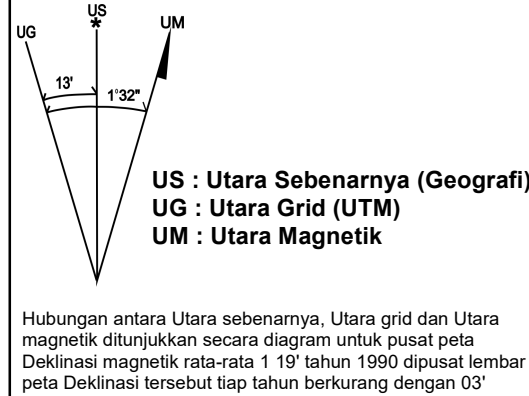 US
UG
*
UM
13'
1°32"
US : Utara Sebenarnya (Geografi)
UG : Utara Grid (UTM)
UM : Utara Magnetik
Hubungan antara Utara sebenarnya, Utara grid dan Utara
magnetik ditunjukkan secara diagram untuk pusat peta
Deklinasi magnetik rata-rata 1 19' tahun 1990 dipusat lembar
peta Deklinasi tersebut tiap tahun berkurang dengan 03'